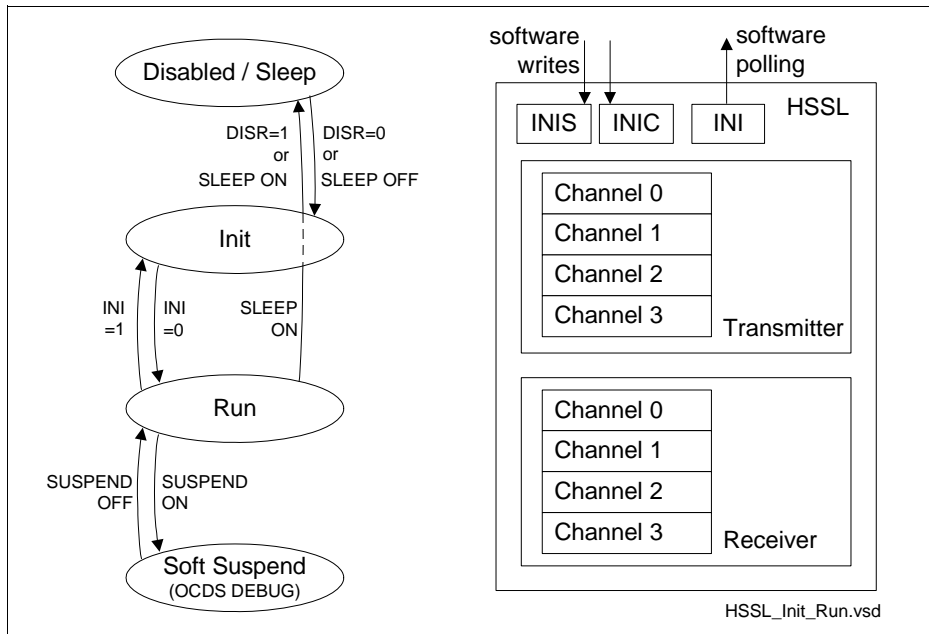 Disabled / Sleep
DISR=1
or
SLEEP ON
DISR=0
or
SLEEP OFF
Init
INI
=1
INI
=0
SLEEP
ON
Run
SUSPEND
OFF
SUSPEND
ON
Soft Suspend
(OCDS DEBUG)
software
writes
software
polling
HSSL
INIS
INIC
INI
Channel 0
Channel 1
Channel 2
Channel 3
Transmitter
Channel 0
Channel 1
Channel 2
Channel 3
Receiver
HSSL_Init_Run.vsd